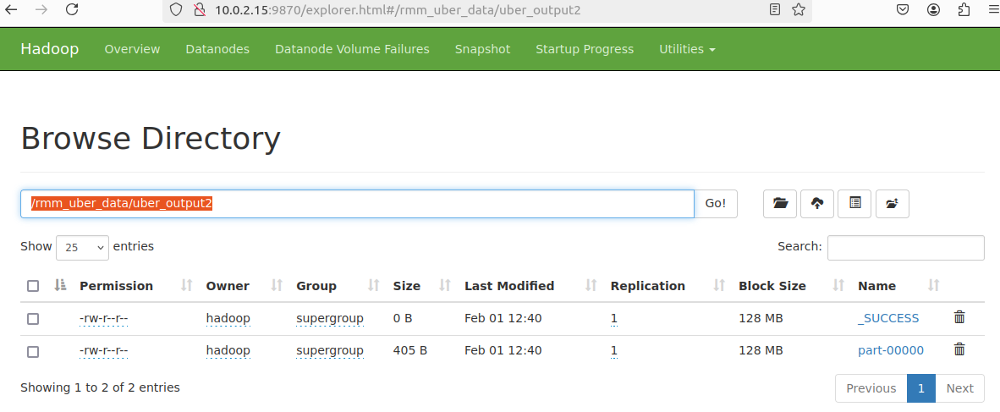 10.0.2.15:9870/explorer.html#/rmm_uber_data/uber_output2
Hadoop Overview Datanodes Datanode Volume Failures Snapshot Startup Progress Utilities
Browse Directory
/rmm_uber_data/uber_output2 Go!
Show 25 entries Search:
Permission Owner Group Size Last Modified Replication Block Size Name
-rw-r--r-- hadoop supergroup 0 B Feb 01 12:40 1 128 MB _SUCCESS
-rw-r--r-- hadoop supergroup 405 B Feb 01 12:40 1 128 MB part-00000
Showing 1 to 2 of 2 entries Previous 1 Next